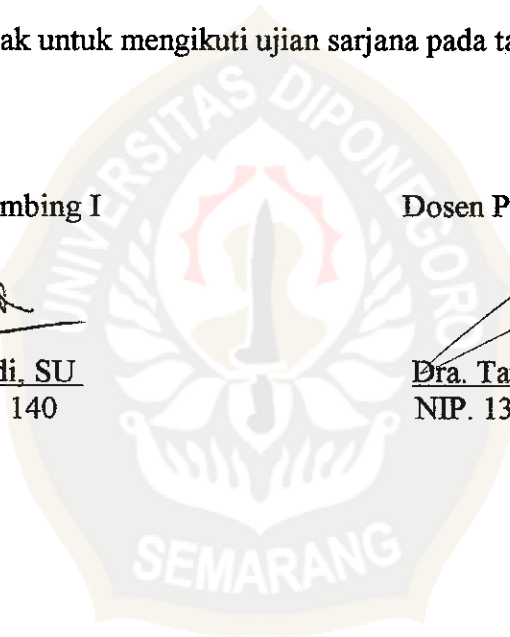 ak untuk mengikuti ujian sarjana pada ta
UNIVERSITAS DIPONEGORO
mbing I Dosen P
di, SU Dra. Ta
140 NIP. 13
SEMARANG